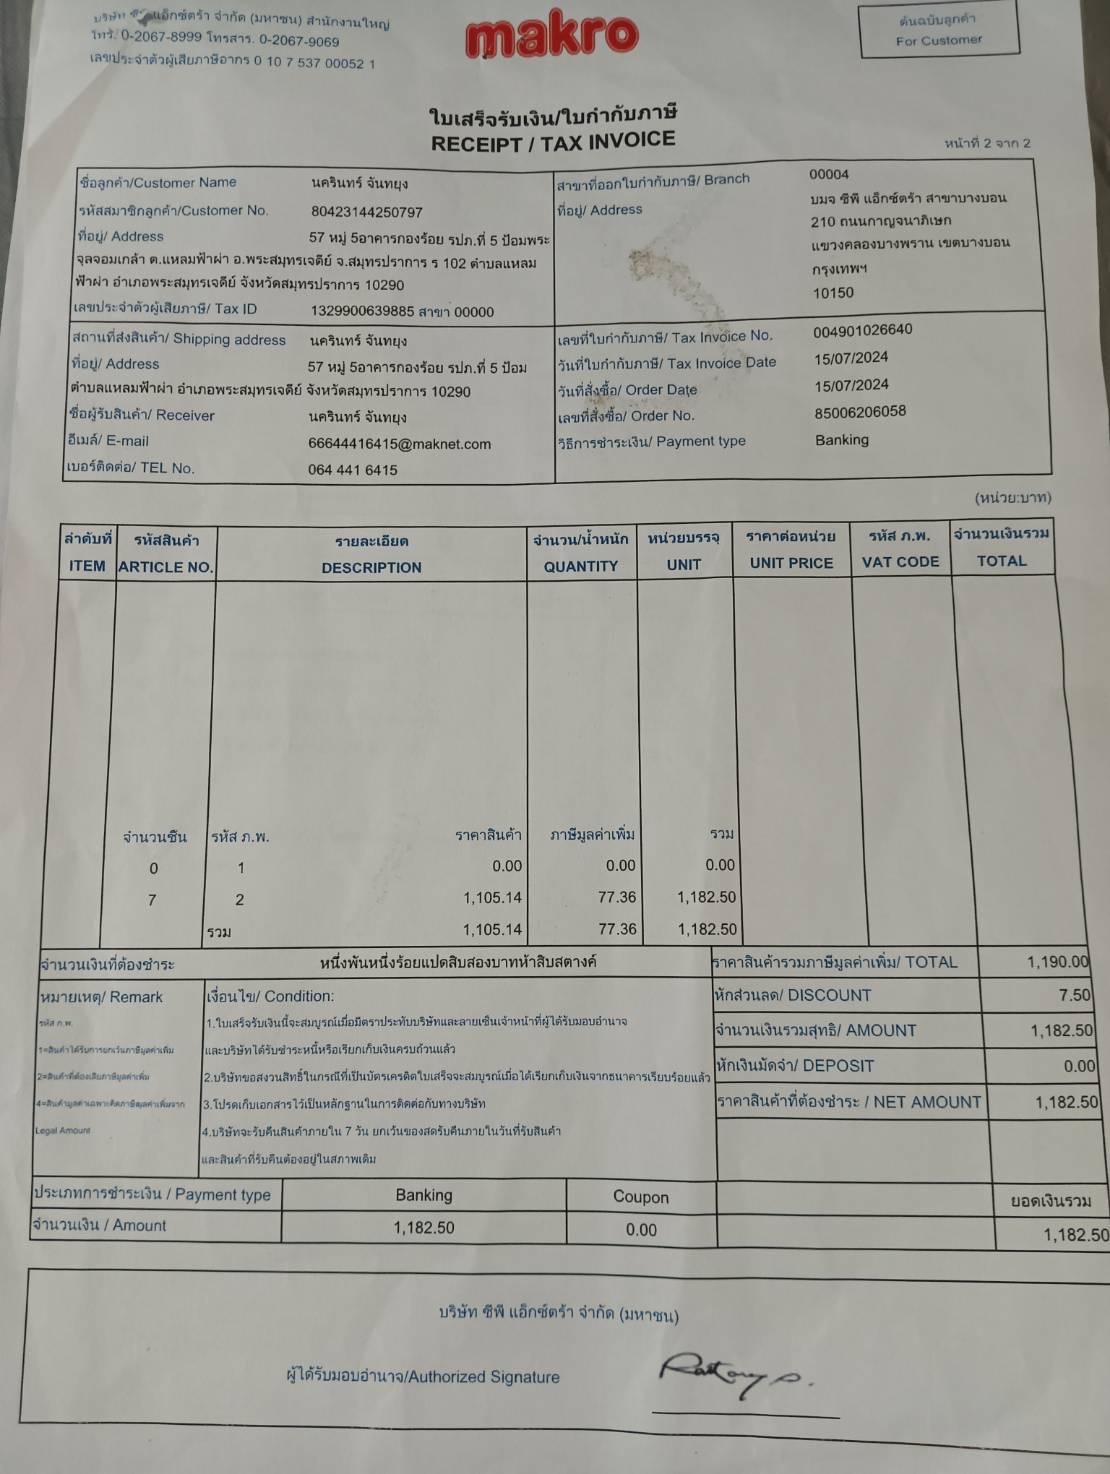 บริษัท ซีพี แอ็กซ์ตร้า จำกัด (มหาชน) สำนักงานใหญ่
โทร. 0-2067-8999 โทรสาร. 0-2067-9069
เลขประจำตัวผู้เสียภาษีอากร 0 10 7 537 00052 1
makro
ต้นฉบับลูกค้า
For Customer
ใบเสร็จรับเงิน/ใบกำกับภาษี
RECEIPT / TAX INVOICE
หน้าที่ 2 จาก 2
ชื่อลูกค้า/Customer Name นครินทร์ จันทยุง
รหัสสมาชิกลูกค้า/Customer No. 80423144250797
ที่อยู่/ Address 57 หมู่ 5อาคารกองร้อย รปภ.ที่ 5 ป้อมพระ
จุลจอมเกล้า ต.แหลมฟ้าผ่า อ.พระสมุทรเจดีย์ จ.สมุทรปราการ ร 102 ตำบลแหลม
ฟ้าผ่า อำเภอพระสมุทรเจดีย์ จังหวัดสมุทรปราการ 10290
เลขประจำตัวผู้เสียภาษี/ Tax ID 1329900639885 สาขา 00000
สาขาที่ออกใบกำกับภาษี/ Branch 00004
ที่อยู่/ Address บมจ ซีพี แอ็กซ์ตร้า สาขาบางบอน
210 ถนนกาญจนาภิเษก
แขวงคลองบางพราน เขตบางบอน
กรุงเทพฯ
10150
สถานที่ส่งสินค้า/ Shipping address นครินทร์ จันทยุง
ที่อยู่/ Address 57 หมู่ 5อาคารกองร้อย รปภ.ที่ 5 ป้อม
ตำบลแหลมฟ้าผ่า อำเภอพระสมุทรเจดีย์ จังหวัดสมุทรปราการ 10290
ชื่อผู้รับสินค้า/ Receiver นครินทร์ จันทยุง
อีเมล์/ E-mail 66644416415@maknet.com
เบอร์ติดต่อ/ TEL No. 064 441 6415
เลขที่ใบกำกับภาษี/ Tax Invoice No. 004901026640
วันที่ใบกำกับภาษี/ Tax Invoice Date 15/07/2024
วันที่สั่งซื้อ/ Order Date 15/07/2024
เลขที่สั่งซื้อ/ Order No. 85006206058
วิธีการชำระเงิน/ Payment type Banking
(หน่วย:บาท)
ลำดับที่ รหัสสินค้า รายละเอียด จำนวน/น้ำหนัก หน่วยบรรจุ ราคาต่อหน่วย รหัส ภ.พ. จำนวนเงินรวม
ITEM ARTICLE NO. DESCRIPTION QUANTITY UNIT UNIT PRICE VAT CODE TOTAL
จำนวนชิ้น รหัส ภ.พ. ราคาสินค้า ภาษีมูลค่าเพิ่ม รวม
0 1 0.00 0.00 0.00
7 2 1,105.14 77.36 1,182.50
รวม 1,105.14 77.36 1,182.50
จำนวนเงินที่ต้องชำระ หนึ่งพันหนึ่งร้อยแปดสิบสองบาทห้าสิบสตางค์
ราคาสินค้ารวมภาษีมูลค่าเพิ่ม/ TOTAL 1,190.00
หักส่วนลด/ DISCOUNT 7.50
จำนวนเงินรวมสุทธิ/ AMOUNT 1,182.50
หักเงินมัดจำ/ DEPOSIT 0.00
ราคาสินค้าที่ต้องชำระ / NET AMOUNT 1,182.50
หมายเหตุ/ Remark
รหัส ภ.พ.
1=สินค้าได้รับการยกเว้นภาษีมูลค่าเพิ่ม
2=สินค้าที่ต้องเสียภาษีมูลค่าเพิ่ม
4=สินค้ามูลค่าเฉพาะคิดภาษีมูลค่าเพิ่มจาก
Legal Amount
เงื่อนไข/ Condition:
1.ใบเสร็จรับเงินนี้จะสมบูรณ์เมื่อมีตราประทับบริษัทและลายเซ็นเจ้าหน้าที่ผู้ได้รับมอบอำนาจ
และบริษัทได้รับชำระหนี้หรือเรียกเก็บเงินครบถ้วนแล้ว
2.บริษัทขอสงวนสิทธิ์ในกรณีที่เป็นบัตรเครดิตใบเสร็จจะสมบูรณ์เมื่อได้เรียกเก็บเงินจากธนาคารเรียบร้อยแล้ว
3.โปรดเก็บเอกสารไว้เป็นหลักฐานในการติดต่อกับทางบริษัท
4.บริษัทจะรับคืนสินค้าภายใน 7 วัน ยกเว้นของสดรับคืนภายในวันที่รับสินค้า
และสินค้าที่รับคืนต้องอยู่ในสภาพเดิม
ประเภทการชำระเงิน / Payment type Banking Coupon ยอดเงินรวม
จำนวนเงิน / Amount 1,182.50 0.00 1,182.50
บริษัท ซีพี แอ็กซ์ตร้า จำกัด (มหาชน)
ผู้ได้รับมอบอำนาจ/Authorized Signature